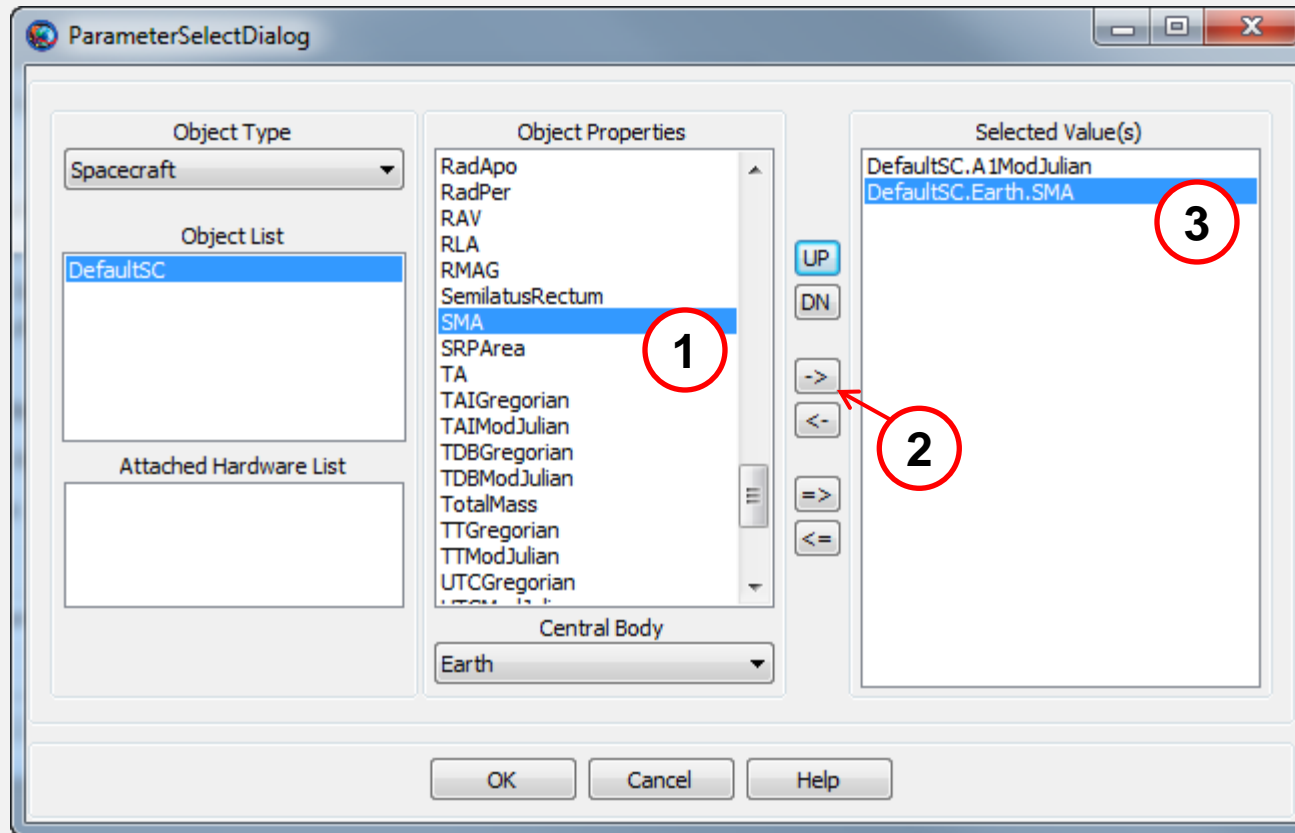 ParameterSelectDialog
Object Type
Spacecraft
Object List
DefaultSC
Attached Hardware List
Object Properties
RadApo
RadPer
RAV
RLA
RMAG
SemilatusRectum
SMA
SRPArea
TA
TAIGregorian
TAIModJulian
TDBGregorian
TDBModJulian
TotalMass
TTGregorian
TTModJulian
UTCGregorian
Central Body
Earth
1
UP
DN
->
<-
=>
<=
2
Selected Value(s)
DefaultSC.A1ModJulian
DefaultSC.Earth.SMA
3
OK
Cancel
Help